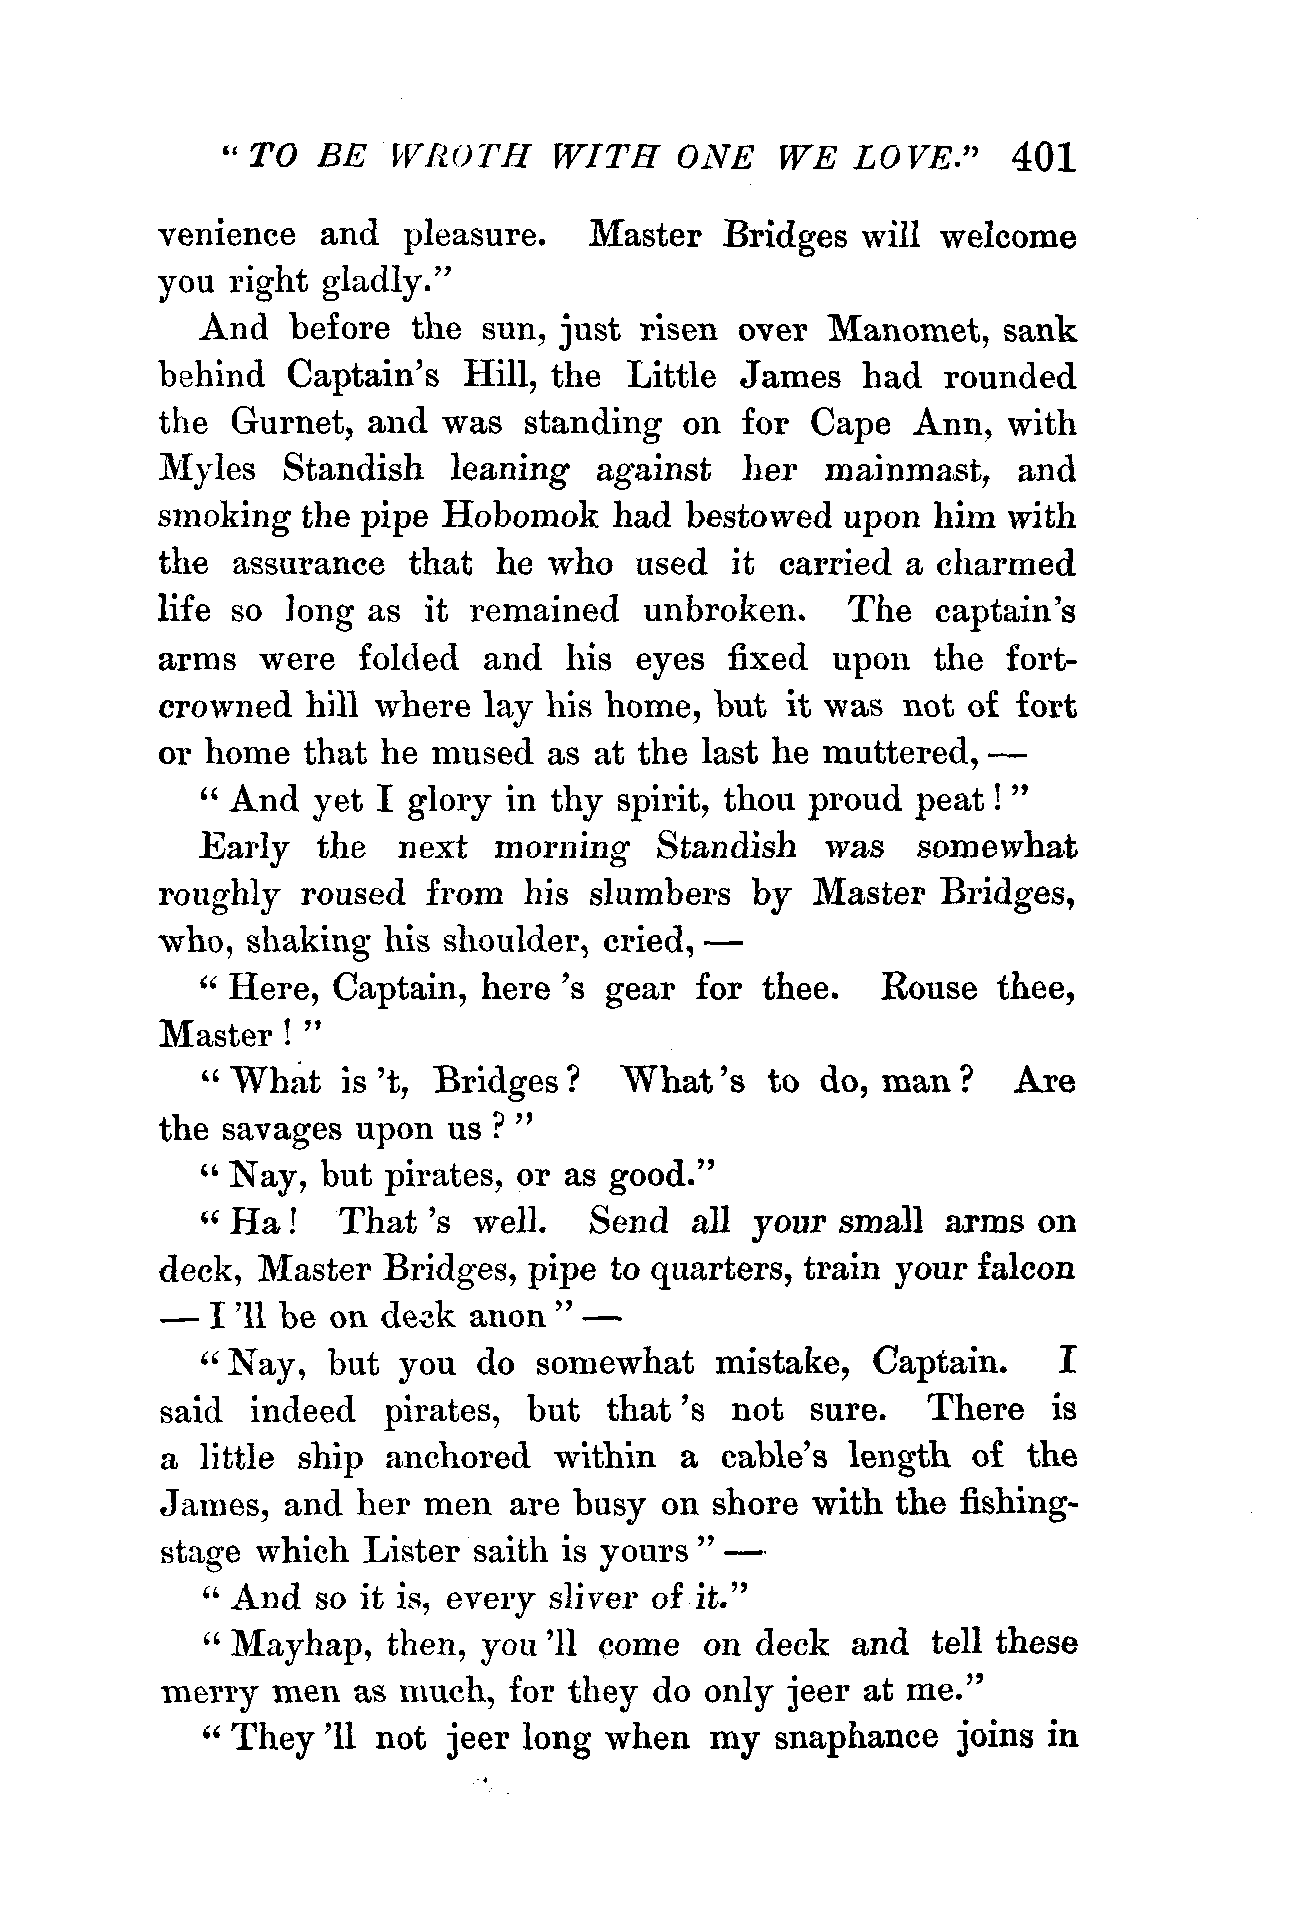 "TO BE WROTH WITH ONE WE LOVE." 401
venience and pleasure. Master Bridges will welcome
you right gladly."
And before the sun, just risen over Manomet, sank
behind Captain's Hill, the Little James had rounded
the Gurnet, and was standing on for Cape Ann, with
Myles Standish leaning against her mainmast, and
smoking the pipe Hobomok had bestowed upon him with
the assurance that he who used it carried a charmed
life so long as it remained unbroken. The captain's
arms were folded and his eyes fixed upon the fort-
crowned hill where lay his home, but it was not of fort
or home that he mused as at the last he muttered, —
"And yet I glory in thy spirit, thou proud peat!"
Early the next morning Standish was somewhat
roughly roused from his slumbers by Master Bridges,
who, shaking his shoulder, cried, —
"Here, Captain, here 's gear for thee. Rouse thee,
Master!"
"What is 't, Bridges? What 's to do, man? Are
the savages upon us?"
"Nay, but pirates, or as good."
"Ha! That 's well. Send all your small arms on
deck, Master Bridges, pipe to quarters, train your falcon
— I 'll be on deck anon" —
"Nay, but you do somewhat mistake, Captain. I
said indeed pirates, but that 's not sure. There is
a little ship anchored within a cable's length of the
James, and her men are busy on shore with the fishing-
stage which Lister saith is yours" —
"And so it is, every sliver of it."
"Mayhap, then, you 'll come on deck and tell these
merry men as much, for they do only jeer at me."
"They 'll not jeer long when my snaphance joins in